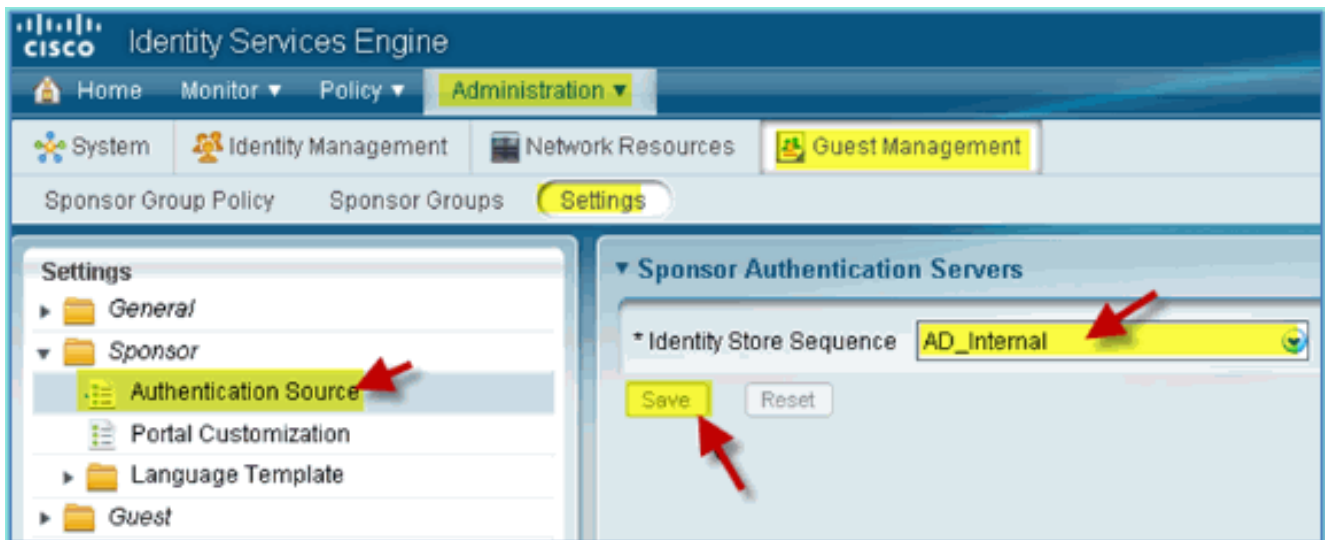 CISCO Identity Services Engine
Home Monitor ▾ Policy ▾ Administration ▾
System Identity Management Network Resources Guest Management
Sponsor Group Policy Sponsor Groups Settings
Settings
General
Sponsor
Authentication Source
Portal Customization
Language Template
Guest
Sponsor Authentication Servers
* Identity Store Sequence AD_Internal
Save Reset